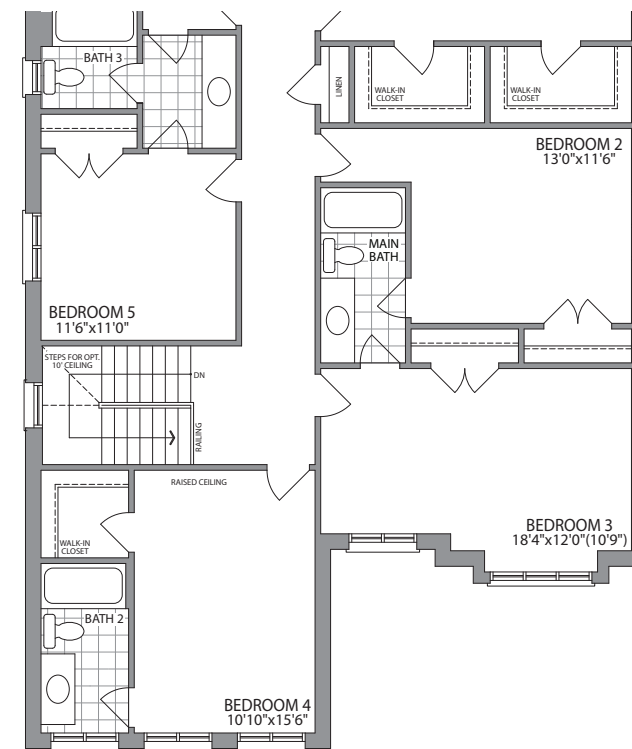 BATH 3
LINEN
WALK-IN
CLOSET
WALK-IN
CLOSET
BEDROOM 2
13'0"x11'6"
MAIN
BATH
BEDROOM 5
11'6"x11'0"
STEPS FOR OPT.
10' CEILING
DN
RAILING
RAISED CEILING
WALK-IN
CLOSET
BEDROOM 3
18'4"x12'0"(10'9")
BATH 2
BEDROOM 4
10'10"x15'6"